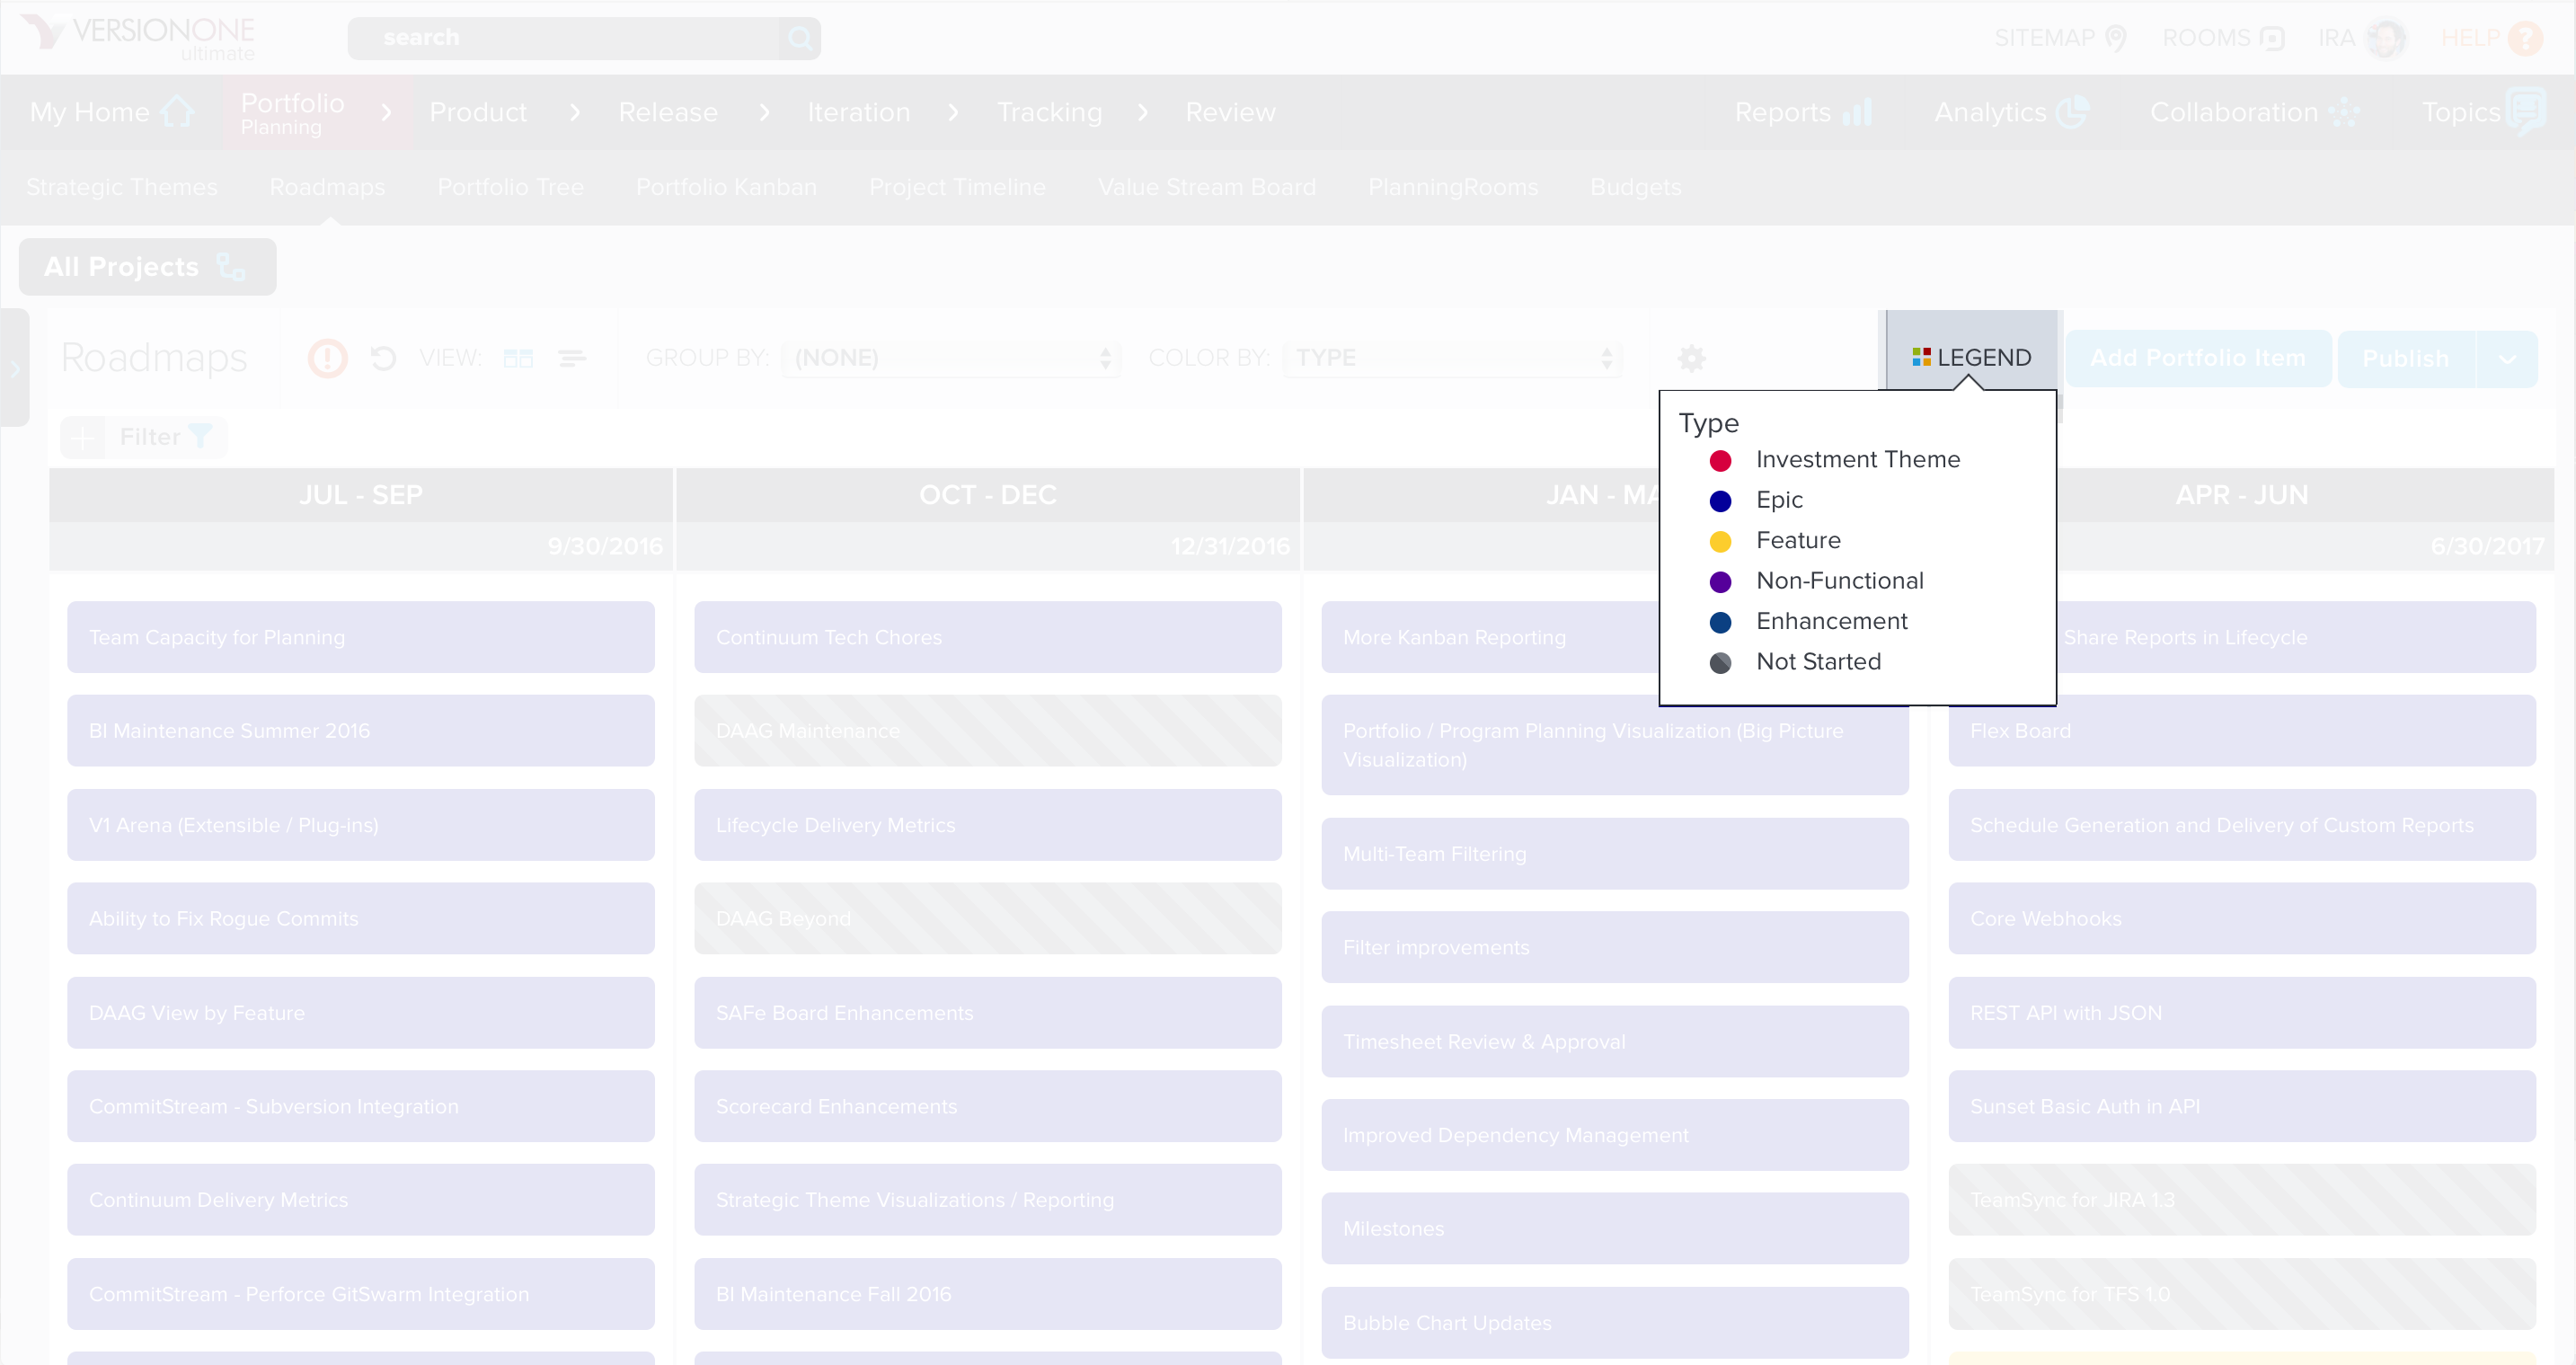 VERSIONONE
ultimate
search
SITEMAP
ROOMS
IRA
HELP ?
My Home
Portfolio
Planning
Product
Release
Iteration
Tracking
Review
Reports
Analytics
Collaboration
Topics
Strategic Themes
Roadmaps
Portfolio Tree
Portfolio Kanban
Project Timeline
Value Stream Board
PlanningRooms
Budgets
All Projects
Roadmaps
VIEW:
GROUP BY: (NONE)
COLOR BY: TYPE
LEGEND
Add Portfolio Item
Publish
Type
Investment Theme
Epic
Feature
Non-Functional
Enhancement
Not Started
Filter
JUL - SEP
9/30/2016
Team Capacity for Planning
BI Maintenance Summer 2016
V1 Arena (Extensible / Plug-ins)
Ability to Fix Rogue Commits
DAAG View by Feature
CommitStream - Subversion Integration
Continuum Delivery Metrics
CommitStream - Perforce GitSwarm Integration
OCT - DEC
12/31/2016
Continuum Tech Chores
DAAG Maintenance
Lifecycle Delivery Metrics
DAAG Beyond
SAFe Board Enhancements
Scorecard Enhancements
Strategic Theme Visualizations / Reporting
BI Maintenance Fall 2016
JAN - MA
More Kanban Reporting
Portfolio / Program Planning Visualization (Big Picture
Visualization)
Multi-Team Filtering
Filter improvements
Timesheet Review & Approval
Improved Dependency Management
Milestones
Bubble Chart Updates
APR - JUN
6/30/2017
Share Reports in Lifecycle
Flex Board
Schedule Generation and Delivery of Custom Reports
Core Webhooks
REST API with JSON
Sunset Basic Auth in API
TeamSync for JIRA 1.3
TeamSync for TFS 1.0